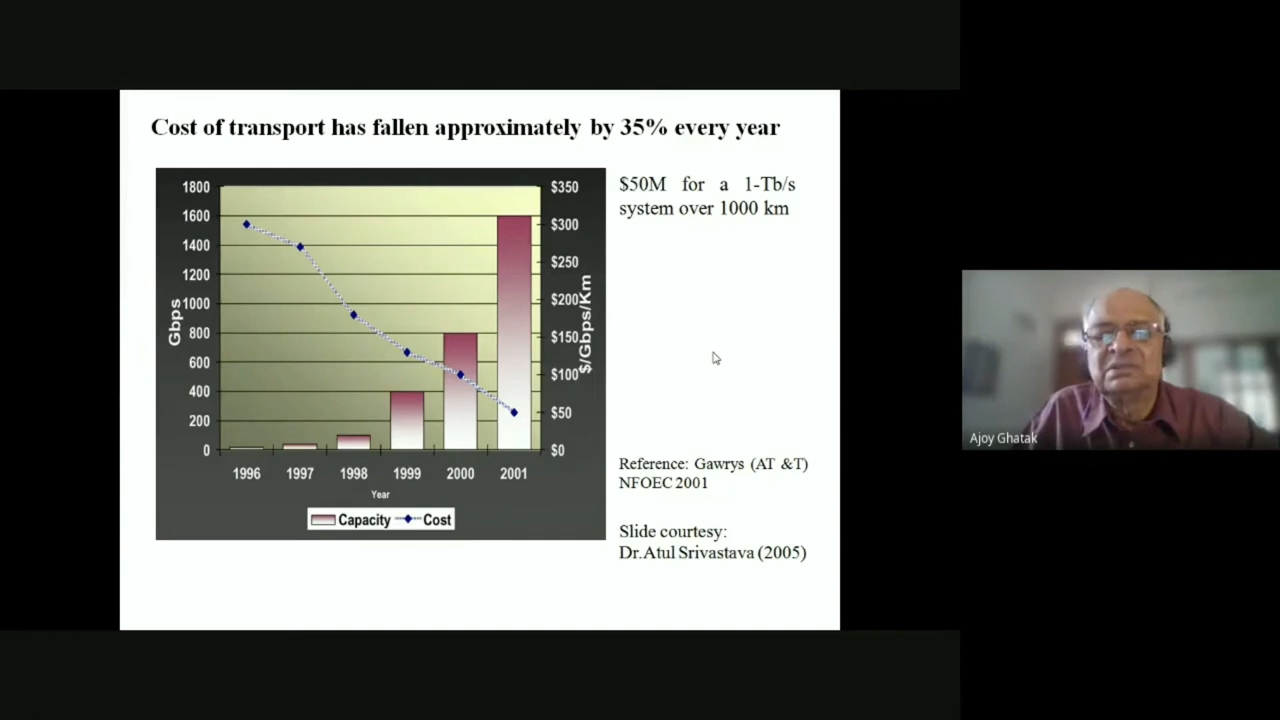 Cost of transport has fallen approximately by 35% every year
1800
1600
1400
1200
1000
800
600
400
200
0
Gbps
$350
$300
$250
$200
$150
$100
$50
$0
$/Gbps/Km
1996 1997 1998 1999 2000 2001
Year
Capacity Cost
$50M for a 1-Tb/s
system over 1000 km
Reference: Gawrys (AT &T)
NFOEC 2001
Slide courtesy:
Dr.Atul Srivastava (2005)
Ajoy Ghatak